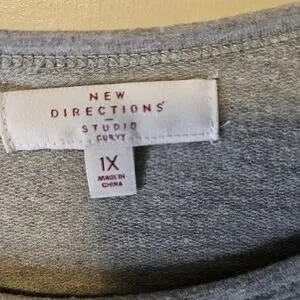 NEW
DIRECTIONS
STUDIO
CURVY
1X
MADE IN
CHINA